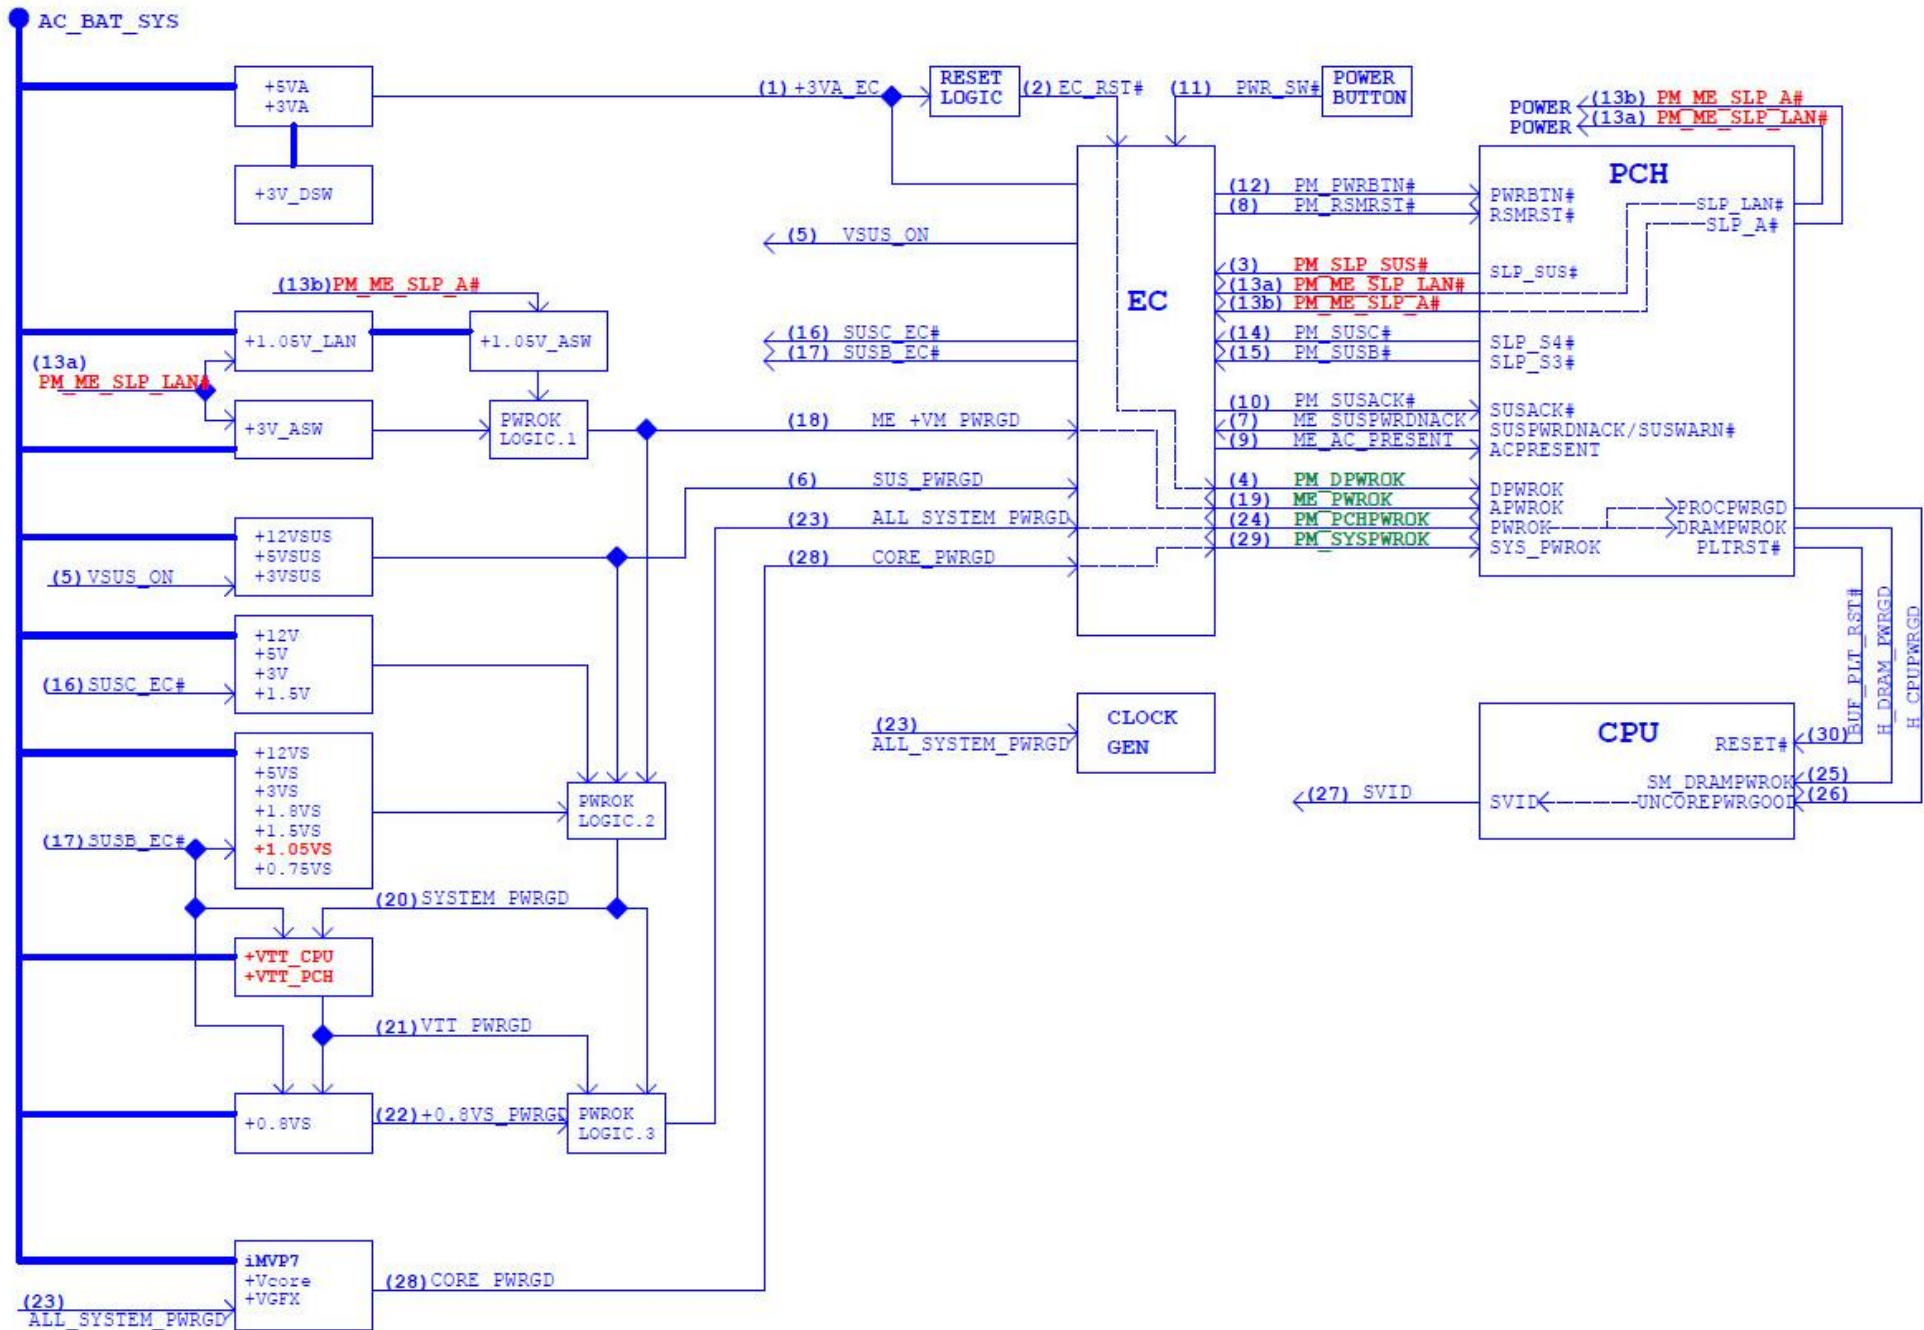 AC_BAT_SYS
+5VA
+3VA
+3V_DSW
(1) +3VA_EC
RESET
LOGIC
(2) EC_RST#
(11) PWR_SW#
POWER
BUTTON
POWER (13b) PM_ME_SLP_A#
POWER (13a) PM_ME_SLP_LAN#
PCH
(12) PM_PWRBTN# PWRBTN#
(8) PM_RSMRST# RSMRST#
SLP_LAN#
SLP_A#
(5) VSUS_ON
EC
(3) PM_SLP_SUS# SLP_SUS#
(13a) PM_ME_SLP_LAN#
(13b) PM_ME_SLP_A#
(13b) PM_ME_SLP_A#
+1.05V_LAN
+1.05V_ASW
(16) SUSC_EC#
(17) SUSB_EC#
(14) PM_SUSC# SLP_S4#
(15) PM_SUSB# SLP_S3#
(13a)
PM_ME_SLP_LAN#
+3V_ASW
PWROK
LOGIC.1
(18) ME_+VM_PWRGD
(10) PM_SUSACK# SUSACK#
(7) ME_SUSPWRDNACK SUSPWRDNACK/SUSWARN#
(9) ME_AC_PRESENT ACPRESENT
(6) SUS_PWRGD
(23) ALL_SYSTEM_PWRGD
(28) CORE_PWRGD
(4) PM_DPWROK DPWROK
(19) ME_PWROK APWROK
(24) PM_PCHPWROK PWROK
(29) PM_SYSPWROK SYS_PWROK
PROCPWRGD
DRAMPWROK
PLTRST#
+12VSUS
+5VSUS
+3VSUS
(5) VSUS_ON
+12V
+5V
+3V
+1.5V
(16) SUSC_EC#
BUF_PLT_RST#
H_DRAM_PWRGD
H_CPUPWRGD
CLOCK
GEN
(23)
ALL_SYSTEM_PWRGD
CPU
RESET# (30)
SM_DRAMPWROK (25)
UNCOREPWRGOOD (26)
SVID
(27) SVID
+12VS
+5VS
+3VS
+1.8VS
+1.5VS
+1.05VS
+0.75VS
(17) SUSB_EC#
PWROK
LOGIC.2
(20) SYSTEM_PWRGD
+VTT_CPU
+VTT_PCH
(21) VTT_PWRGD
+0.8VS
(22) +0.8VS_PWRGD
PWROK
LOGIC.3
iMVP7
+Vcore
+VGFX
(28) CORE_PWRGD
(23)
ALL_SYSTEM_PWRGD